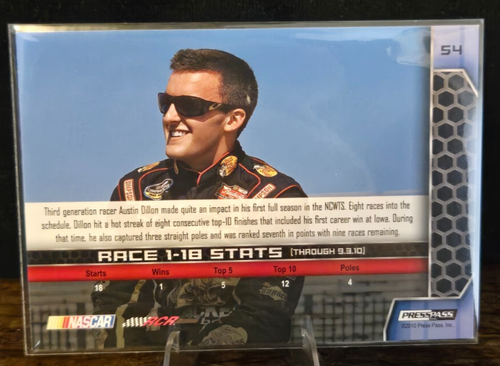 54
Third generation racer Austin Dillon made quite an impact in his first full season in the NCWTS. Eight races into the
schedule, Dillon hit a hot streak of eight consecutive top-10 finishes that included his first career win at Iowa. During
that time, he also captured three straight poles and was ranked seventh in points with nine races remaining.
RACE 1-18 STATS (THROUGH 9.9.10)
Starts Wins Top 5 Top 10 Poles
18 1 5 12 4
NASCAR RCR
PRESSPASS
©2010 Press Pass, Inc.